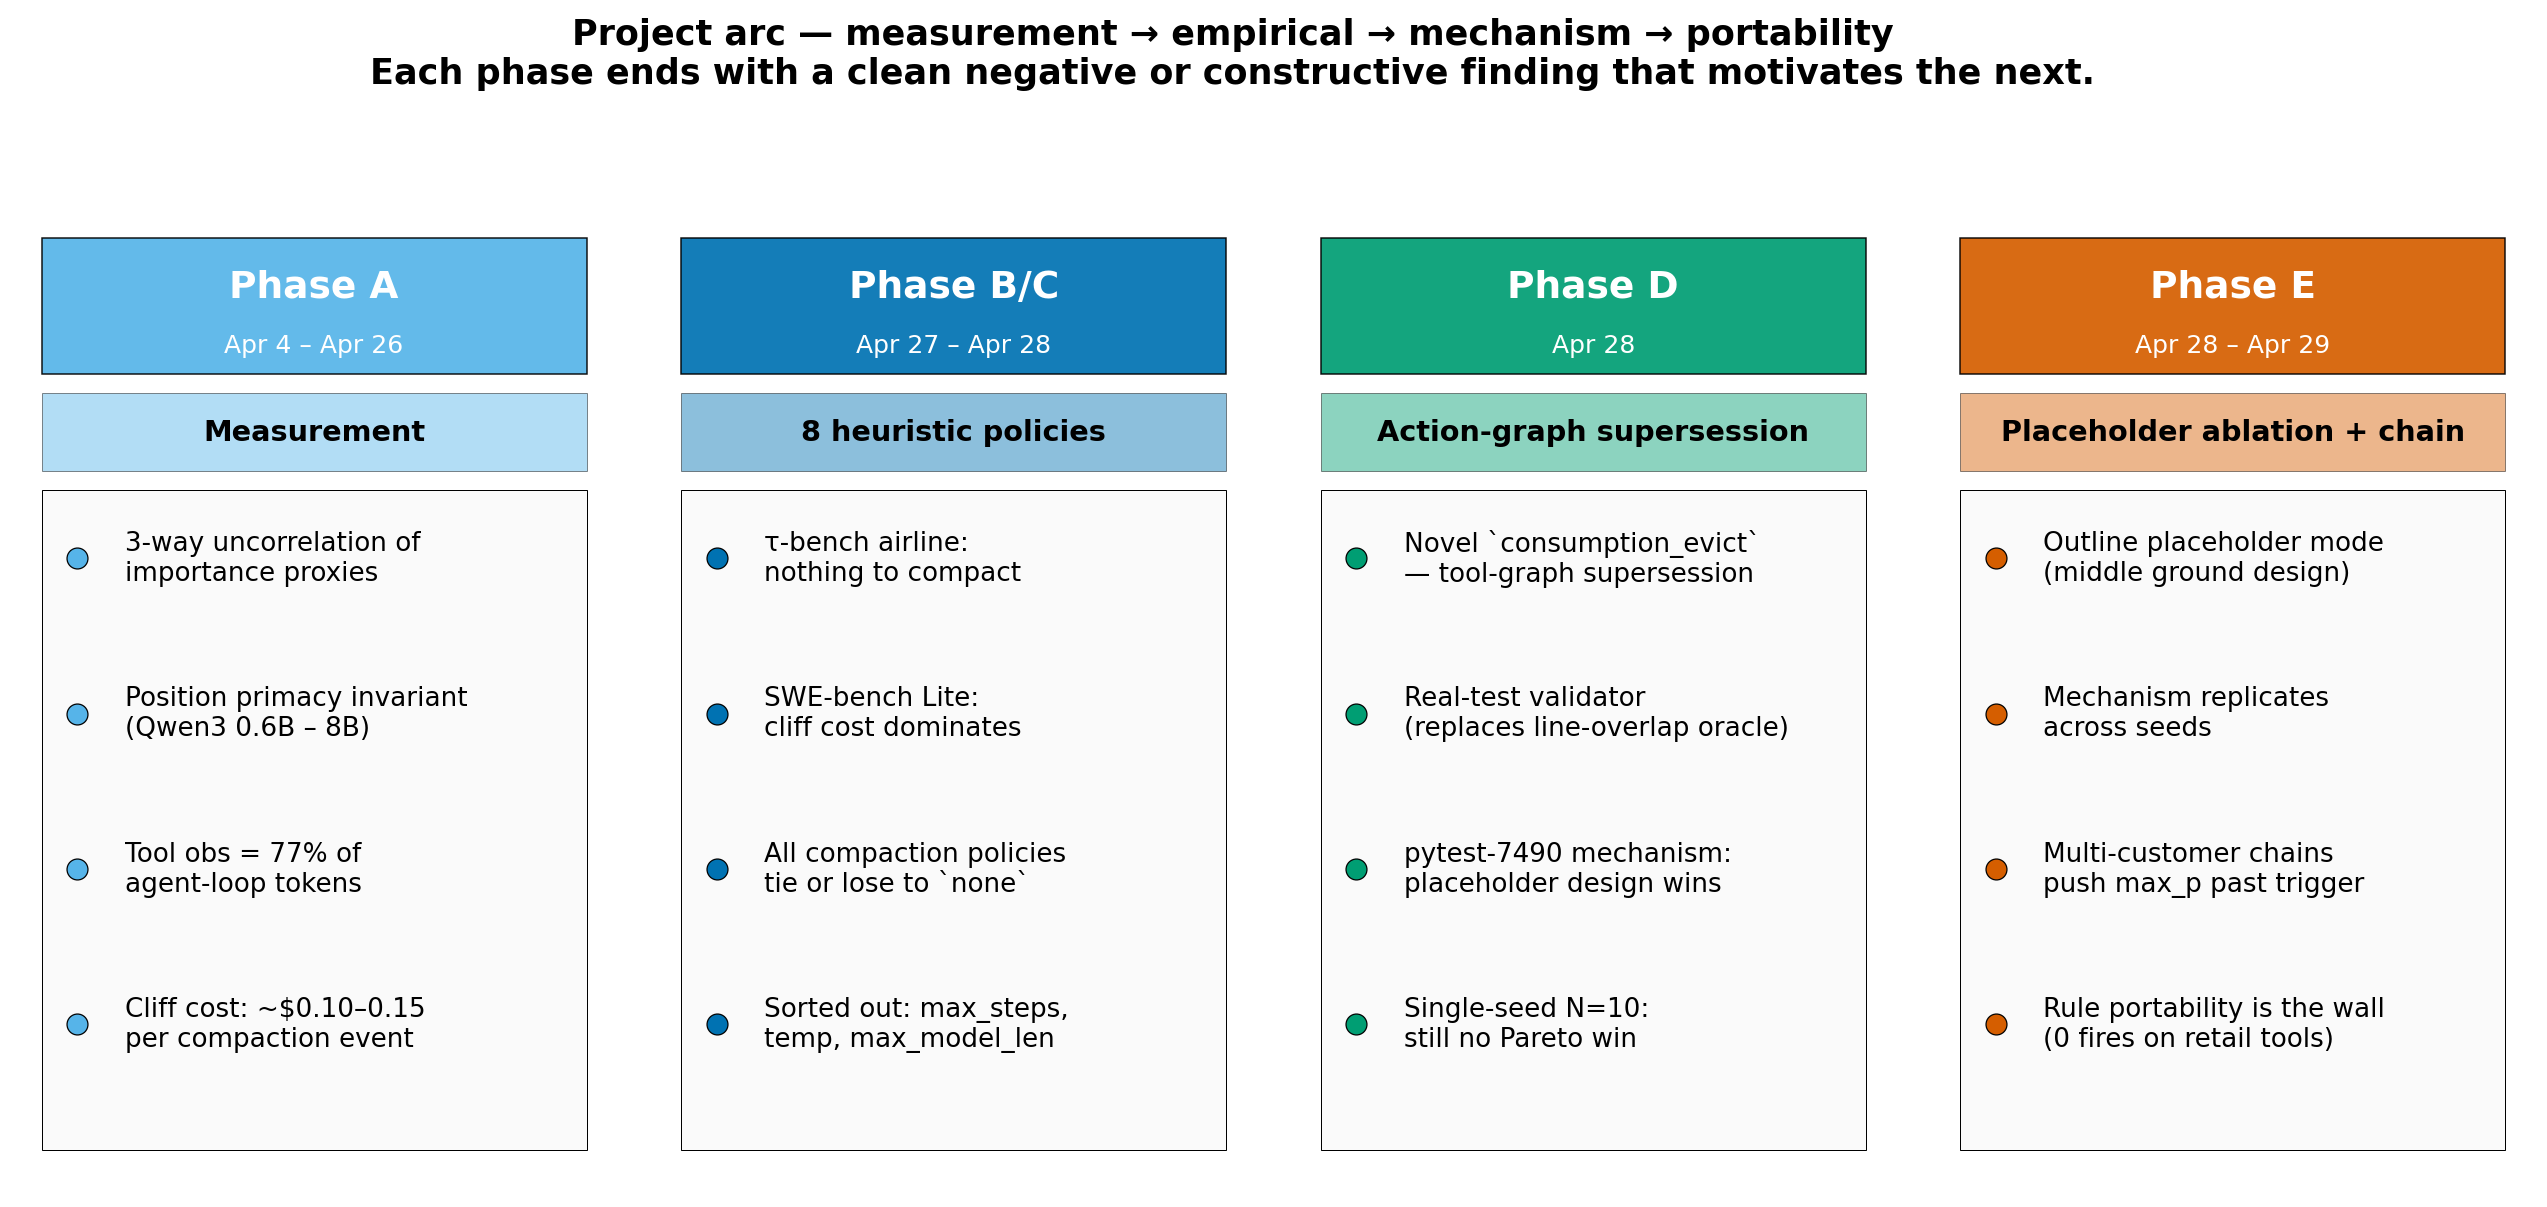 Project arc — measurement → empirical → mechanism → portability
Each phase ends with a clean negative or constructive finding that motivates the next.
Phase A
Apr 4 – Apr 26
Measurement
3-way uncorrelation of
importance proxies
Position primacy invariant
(Qwen3 0.6B – 8B)
Tool obs = 77% of
agent-loop tokens
Cliff cost: ~$0.10–0.15
per compaction event
Phase B/C
Apr 27 – Apr 28
8 heuristic policies
τ-bench airline:
nothing to compact
SWE-bench Lite:
cliff cost dominates
All compaction policies
tie or lose to `none`
Sorted out: max_steps,
temp, max_model_len
Phase D
Apr 28
Action-graph supersession
Novel `consumption_evict`
— tool-graph supersession
Real-test validator
(replaces line-overlap oracle)
pytest-7490 mechanism:
placeholder design wins
Single-seed N=10:
still no Pareto win
Phase E
Apr 28 – Apr 29
Placeholder ablation + chain
Outline placeholder mode
(middle ground design)
Mechanism replicates
across seeds
Multi-customer chains
push max_p past trigger
Rule portability is the wall
(0 fires on retail tools)